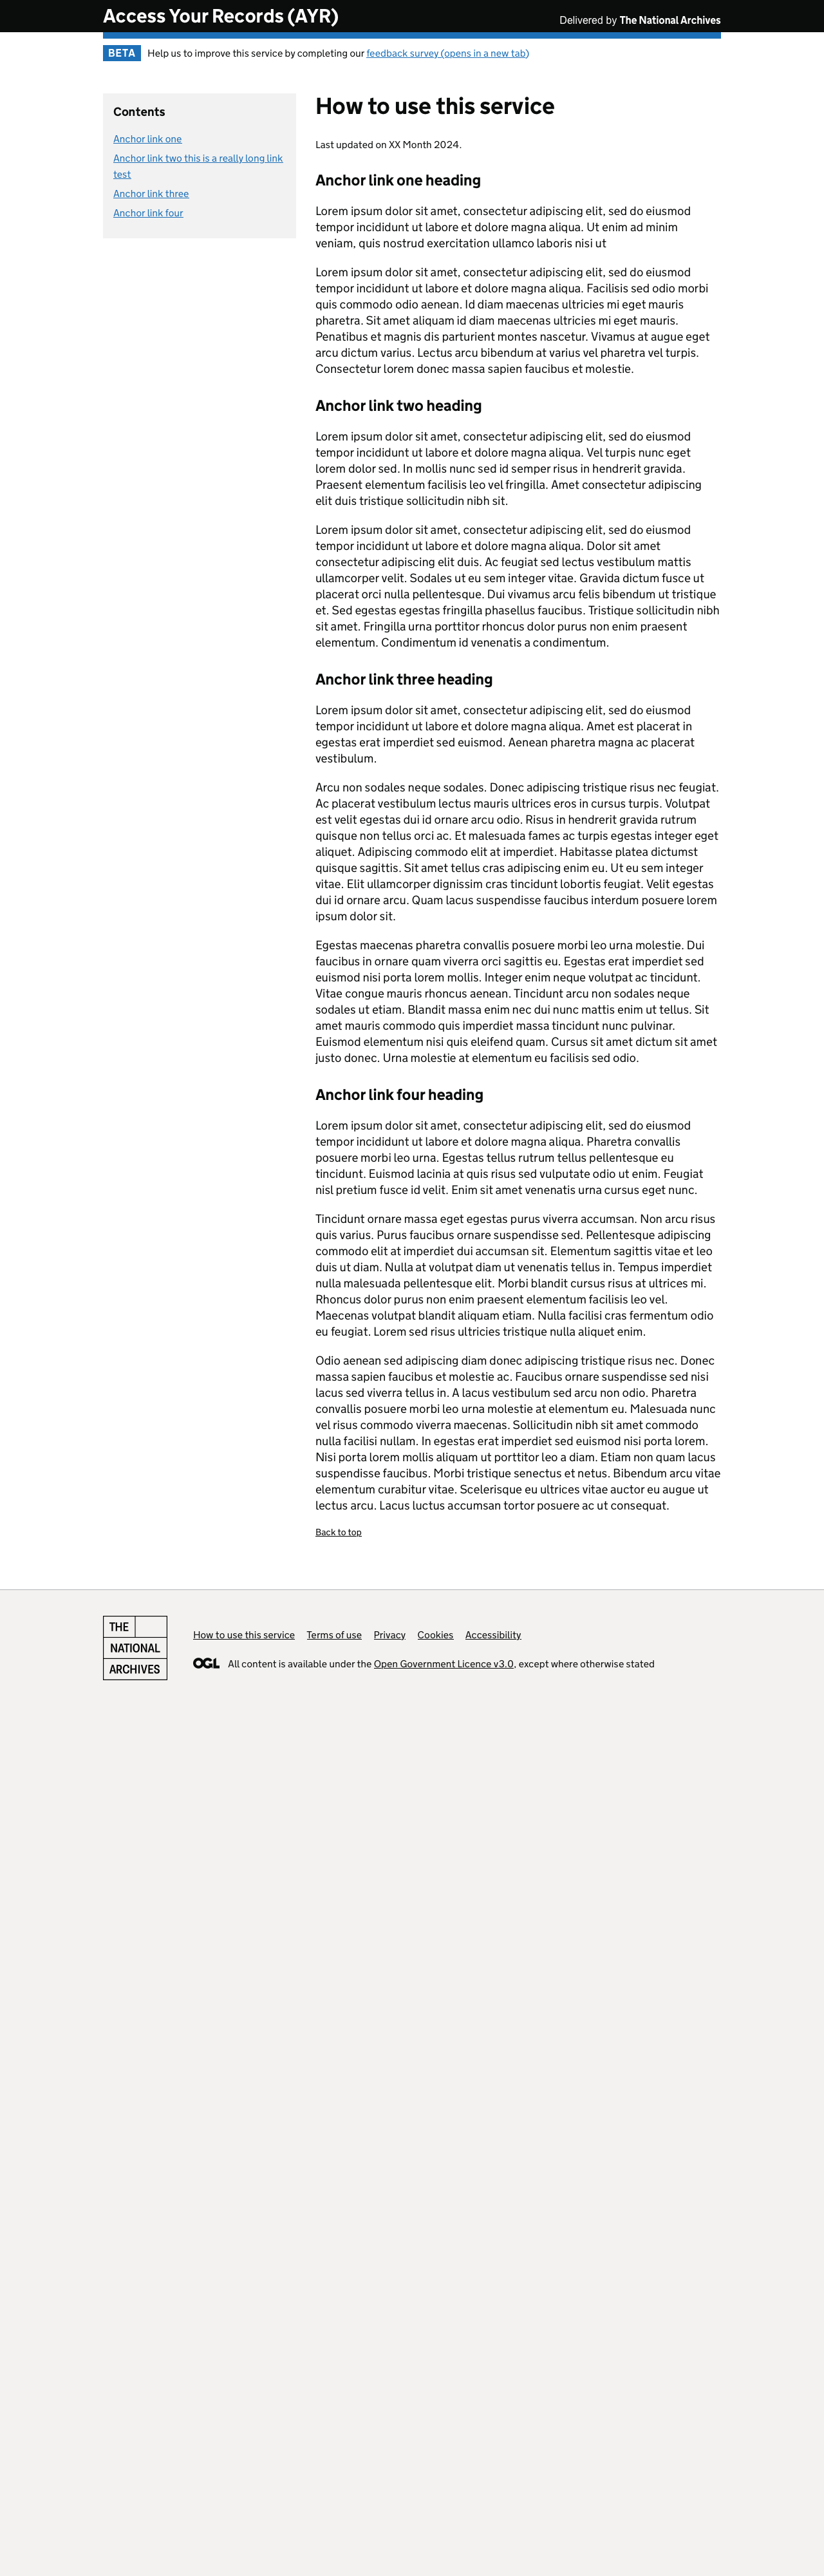 Access Your Records (AYR)
Delivered by The National Archives
BETA
Help us to improve this service by completing our feedback survey (opens in a new tab)
Contents
Anchor link one
Anchor link two this is a really long link
test
Anchor link three
Anchor link four
How to use this service
Last updated on XX Month 2024.
Anchor link one heading
Lorem ipsum dolor sit amet, consectetur adipiscing elit, sed do eiusmod
tempor incididunt ut labore et dolore magna aliqua. Ut enim ad minim
veniam, quis nostrud exercitation ullamco laboris nisi ut
Lorem ipsum dolor sit amet, consectetur adipiscing elit, sed do eiusmod
tempor incididunt ut labore et dolore magna aliqua. Facilisis sed odio morbi
quis commodo odio aenean. Id diam maecenas ultricies mi eget mauris
pharetra. Sit amet aliquam id diam maecenas ultricies mi eget mauris.
Penatibus et magnis dis parturient montes nascetur. Vivamus at augue eget
arcu dictum varius. Lectus arcu bibendum at varius vel pharetra vel turpis.
Consectetur lorem donec massa sapien faucibus et molestie.
Anchor link two heading
Lorem ipsum dolor sit amet, consectetur adipiscing elit, sed do eiusmod
tempor incididunt ut labore et dolore magna aliqua. Vel turpis nunc eget
lorem dolor sed. In mollis nunc sed id semper risus in hendrerit gravida.
Praesent elementum facilisis leo vel fringilla. Amet consectetur adipiscing
elit duis tristique sollicitudin nibh sit.
Lorem ipsum dolor sit amet, consectetur adipiscing elit, sed do eiusmod
tempor incididunt ut labore et dolore magna aliqua. Dolor sit amet
consectetur adipiscing elit duis. Ac feugiat sed lectus vestibulum mattis
ullamcorper velit. Sodales ut eu sem integer vitae. Gravida dictum fusce ut
placerat orci nulla pellentesque. Dui vivamus arcu felis bibendum ut tristique
et. Sed egestas egestas fringilla phasellus faucibus. Tristique sollicitudin nibh
sit amet. Fringilla urna porttitor rhoncus dolor purus non enim praesent
elementum. Condimentum id venenatis a condimentum.
Anchor link three heading
Lorem ipsum dolor sit amet, consectetur adipiscing elit, sed do eiusmod
tempor incididunt ut labore et dolore magna aliqua. Amet est placerat in
egestas erat imperdiet sed euismod. Aenean pharetra magna ac placerat
vestibulum.
Arcu non sodales neque sodales. Donec adipiscing tristique risus nec feugiat.
Ac placerat vestibulum lectus mauris ultrices eros in cursus turpis. Volutpat
est velit egestas dui id ornare arcu odio. Risus in hendrerit gravida rutrum
quisque non tellus orci ac. Et malesuada fames ac turpis egestas integer eget
aliquet. Adipiscing commodo elit at imperdiet. Habitasse platea dictumst
quisque sagittis. Sit amet tellus cras adipiscing enim eu. Ut eu sem integer
vitae. Elit ullamcorper dignissim cras tincidunt lobortis feugiat. Velit egestas
dui id ornare arcu. Quam lacus suspendisse faucibus interdum posuere lorem
ipsum dolor sit.
Egestas maecenas pharetra convallis posuere morbi leo urna molestie. Dui
faucibus in ornare quam viverra orci sagittis eu. Egestas erat imperdiet sed
euismod nisi porta lorem mollis. Integer enim neque volutpat ac tincidunt.
Vitae congue mauris rhoncus aenean. Tincidunt arcu non sodales neque
sodales ut etiam. Blandit massa enim nec dui nunc mattis enim ut tellus. Sit
amet mauris commodo quis imperdiet massa tincidunt nunc pulvinar.
Euismod elementum nisi quis eleifend quam. Cursus sit amet dictum sit amet
justo donec. Urna molestie at elementum eu facilisis sed odio.
Anchor link four heading
Lorem ipsum dolor sit amet, consectetur adipiscing elit, sed do eiusmod
tempor incididunt ut labore et dolore magna aliqua. Pharetra convallis
posuere morbi leo urna. Egestas tellus rutrum tellus pellentesque eu
tincidunt. Euismod lacinia at quis risus sed vulputate odio ut enim. Feugiat
nisl pretium fusce id velit. Enim sit amet venenatis urna cursus eget nunc.
Tincidunt ornare massa eget egestas purus viverra accumsan. Non arcu risus
quis varius. Purus faucibus ornare suspendisse sed. Pellentesque adipiscing
commodo elit at imperdiet dui accumsan sit. Elementum sagittis vitae et leo
duis ut diam. Nulla at volutpat diam ut venenatis tellus in. Tempus imperdiet
nulla malesuada pellentesque elit. Morbi blandit cursus risus at ultrices mi.
Rhoncus dolor purus non enim praesent elementum facilisis leo vel.
Maecenas volutpat blandit aliquam etiam. Nulla facilisi cras fermentum odio
eu feugiat. Lorem sed risus ultricies tristique nulla aliquet enim.
Odio aenean sed adipiscing diam donec adipiscing tristique risus nec. Donec
massa sapien faucibus et molestie ac. Faucibus ornare suspendisse sed nisi
lacus sed viverra tellus in. A lacus vestibulum sed arcu non odio. Pharetra
convallis posuere morbi leo urna molestie at elementum eu. Malesuada nunc
vel risus commodo viverra maecenas. Sollicitudin nibh sit amet commodo
nulla facilisi nullam. In egestas erat imperdiet sed euismod nisi porta lorem.
Nisi porta lorem mollis aliquam ut porttitor leo a diam. Etiam non quam lacus
suspendisse faucibus. Morbi tristique senectus et netus. Bibendum arcu vitae
elementum curabitur vitae. Scelerisque eu ultrices vitae auctor eu augue ut
lectus arcu. Lacus luctus accumsan tortor posuere ac ut consequat.
Back to top
THE
NATIONAL
ARCHIVES
How to use this service Terms of use Privacy Cookies Accessibility
OGL All content is available under the Open Government Licence v3.0, except where otherwise stated